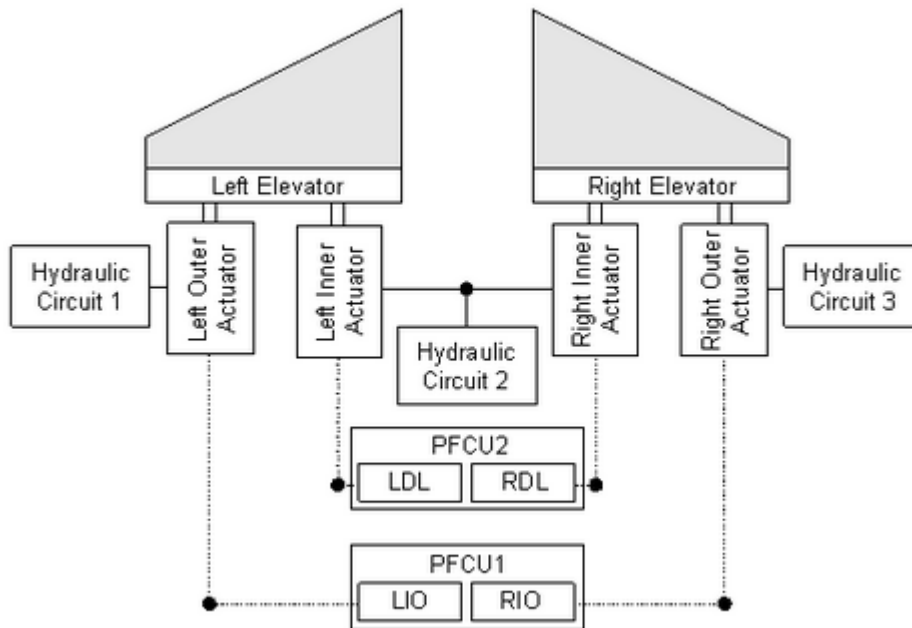 Left Elevator
Right Elevator
Hydraulic
Circuit 1
Left Outer
Actuator
Left Inner
Actuator
Hydraulic
Circuit 2
Right Inner
Actuator
Right Outer
Actuator
Hydraulic
Circuit 3
PFCU2
LDL
RDL
PFCU1
LIO
RIO